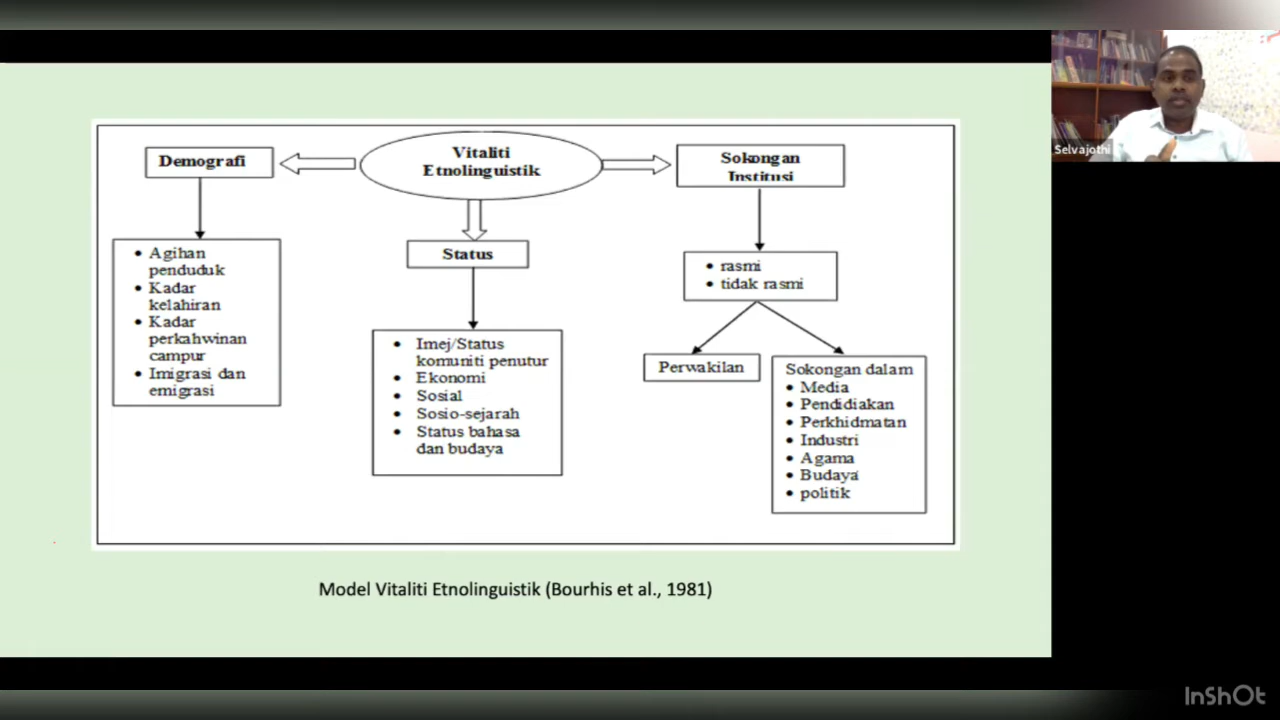 Selvajothi
Vitaliti
Etnolinguistik
Demografi
Sokongan
Institusi
• Agihan
penduduk
• Kadar
kelahiran
• Kadar
perkahwinan
campur
• Imigrasi dan
emigrasi
Status
• Imej/Status
komuniti penutur
• Ekonomi
• Sosial
• Sosio-sejarah
• Status bahasa
dan budaya
• rasmi
• tidak rasmi
Perwakilan
Sokongan dalam
• Media
• Pendidiakan
• Perkhidmatan
• Industri
• Agama
• Budaya
• politik
Model Vitaliti Etnolinguistik (Bourhis et al., 1981)
InShOt